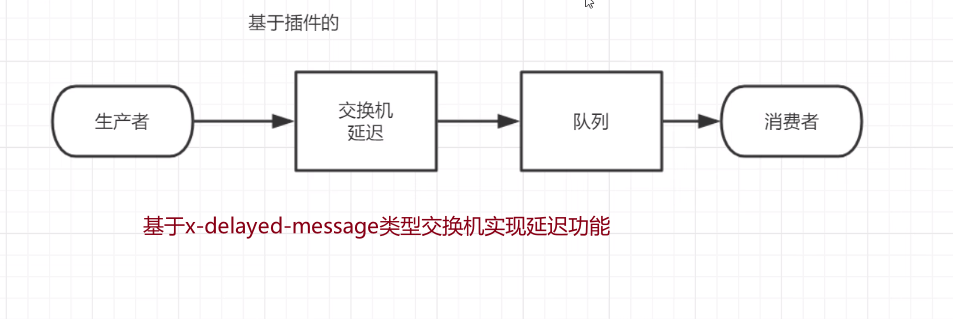 基于插件的
生产者
交换机
延迟
队列
消费者
基于x-delayed-message类型交换机实现延迟功能